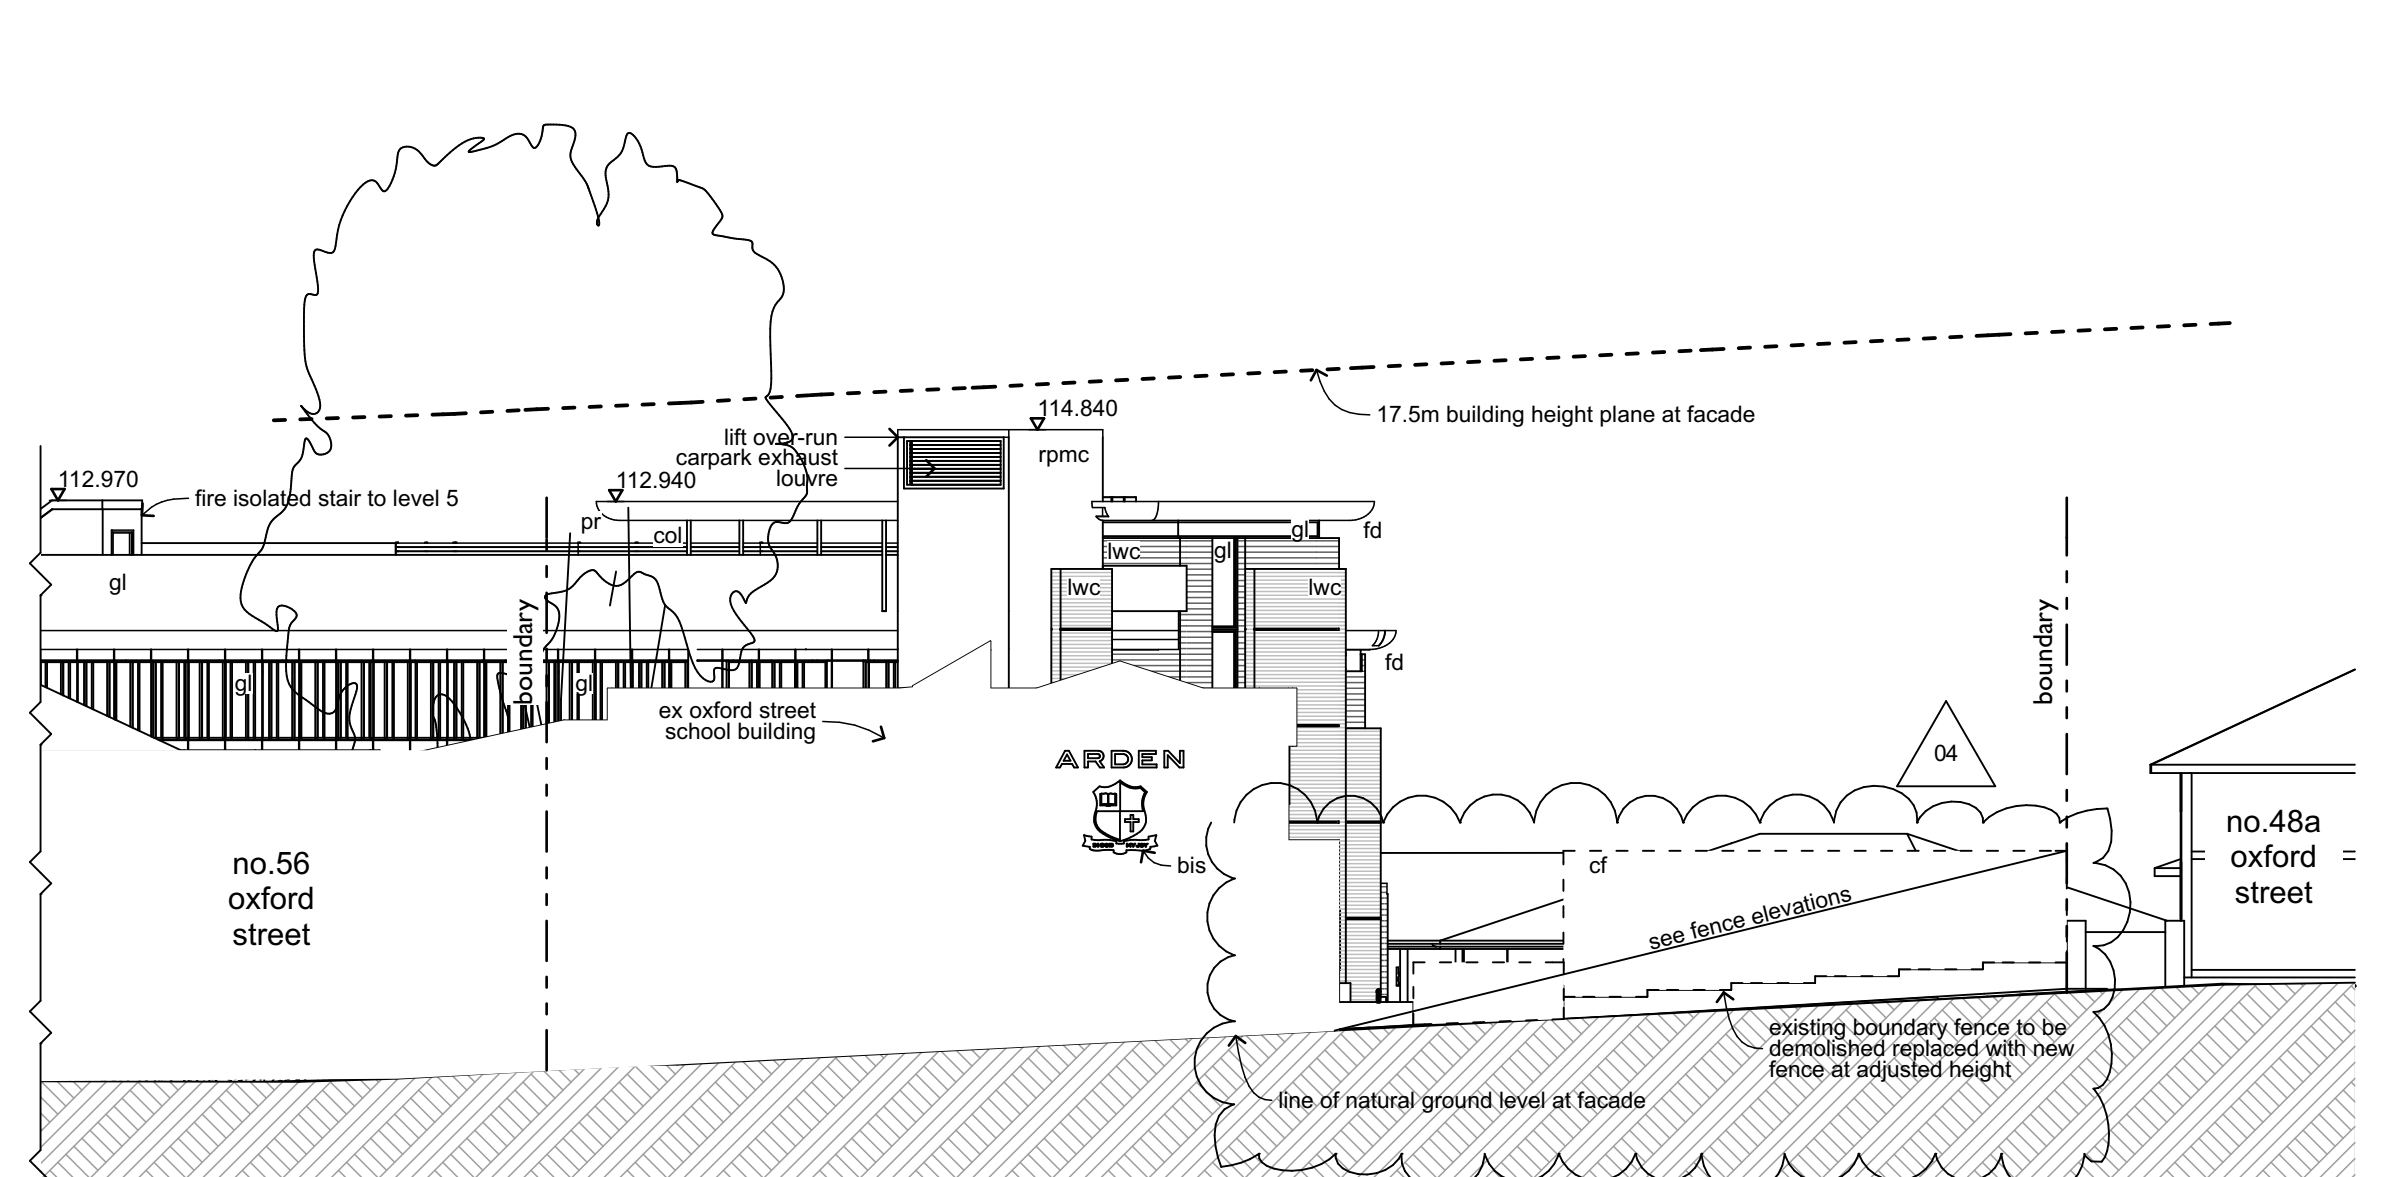 17.5m building height plane at facade
114.840
lift over-run
carpark exhaust
louvre
rpmc
112.970
112.940
fire isolated stair to level 5
pr
col
gl
fd
lwc
gl
gl
lwc
lwc
fd
boundary
boundary
gl
gl
ex oxford street
school building
ARDEN
bis
04
no.56
oxford
street
no.48a
oxford
street
cf
see fence elevations
existing boundary fence to be
demolished replaced with new
fence at adjusted height
line of natural ground level at facade